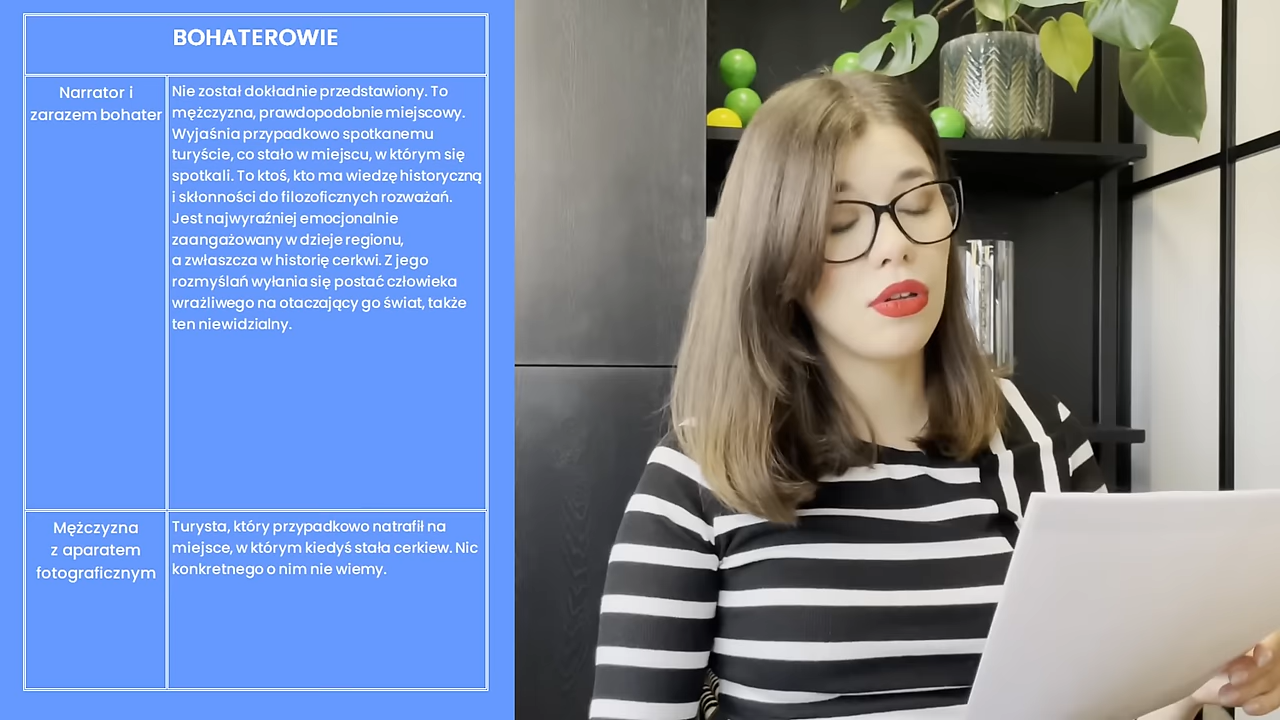 BOHATEROWIE
Narrator i
zarazem bohater
Nie został dokładnie przedstawiony. To
mężczyzna, prawdopodobnie miejscowy.
Wyjaśnia przypadkowo spotkanemu
turyście, co stało w miejscu, w którym się
spotkali. To ktoś, kto ma wiedzę historyczną
i skłonności do filozoficznych rozważań.
Jest najwyraźniej emocjonalnie
zaangażowany w dzieje regionu,
a zwłaszcza w historię cerkwi. Z jego
rozmyślań wyłania się postać człowieka
wrażliwego na otaczający go świat, także
ten niewidzialny.
Mężczyzna
z aparatem
fotograficznym
Turysta, który przypadkowo natrafił na
miejsce, w którym kiedyś stała cerkiew. Nic
konkretnego o nim nie wiemy.